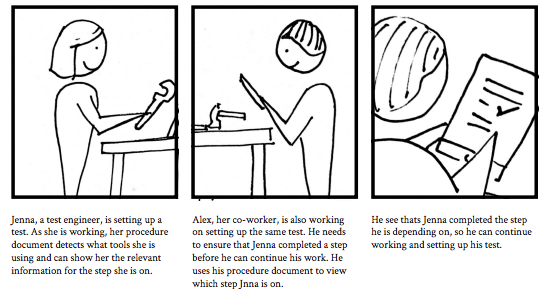 Jenna, a test engineer, is setting up a
test. As she is working, her procedure
document detects what tools she is
using and can show her the relevant
information for the step she is on.
Alex, her co-worker, is also working
on setting up the same test. He needs
to ensure that Jenna completed a step
before he can continue his work. He
uses his procedure document to view
which step Jnna is on.
He see thats Jenna completed the step
he is depending on, so he can continue
working and setting up his test.